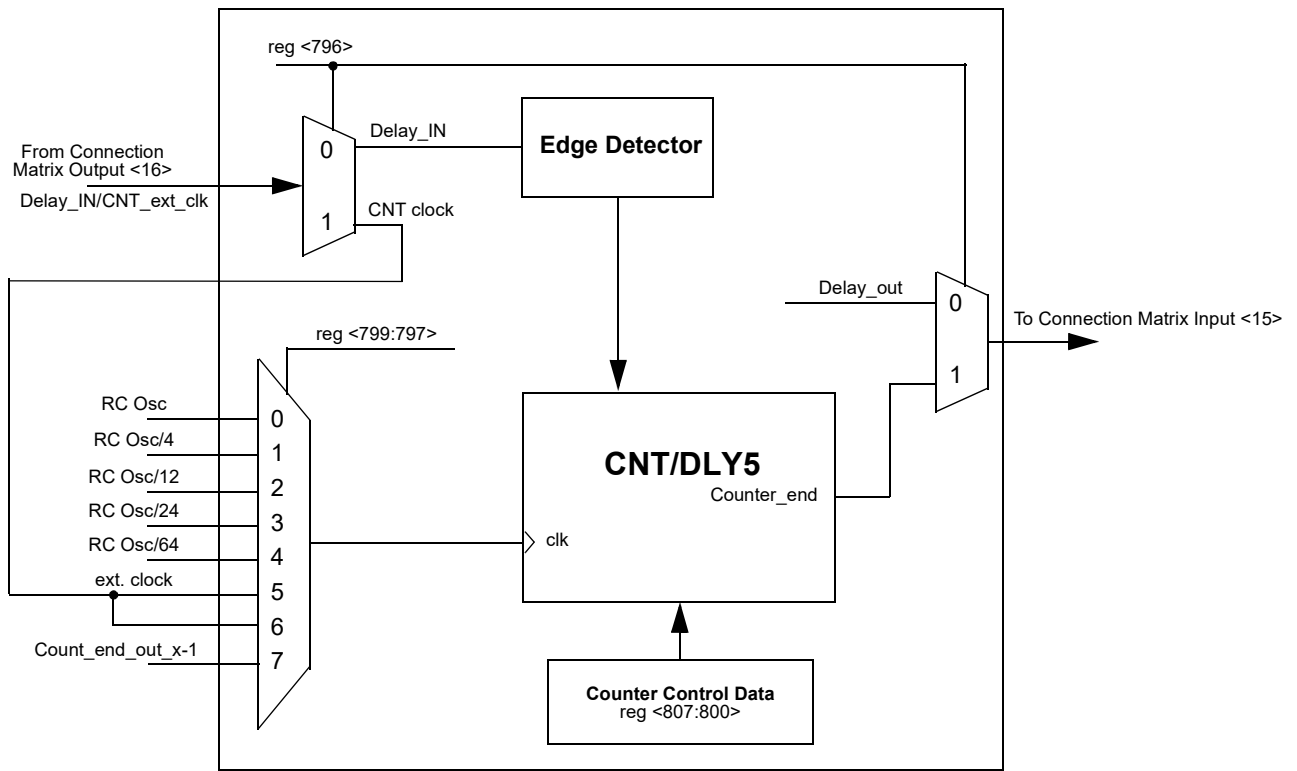 reg <796>
From Connection
Matrix Output <16>
Delay_IN/CNT_ext_clk
0
1
Delay_IN
CNT clock
Edge Detector
Delay_out
0
1
To Connection Matrix Input <15>
reg <799:797>
RC Osc
RC Osc/4
RC Osc/12
RC Osc/24
RC Osc/64
ext. clock
Count_end_out_x-1
0
1
2
3
4
5
6
7
CNT/DLY5
Counter_end
clk
Counter Control Data
reg <807:800>